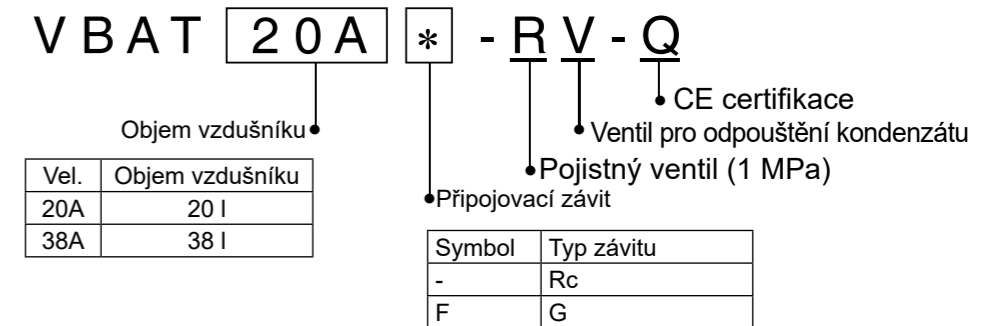 VBAT 20A * - RV - Q
CE certifikace
Objem vzdušníku
Ventil pro odpouštění kondenzátu
Pojistný ventil (1 MPa)
Připojovací závit
Vel. Objem vzdušníku
20A 20 l
38A 38 l
Symbol Typ závitu
- Rc
F G